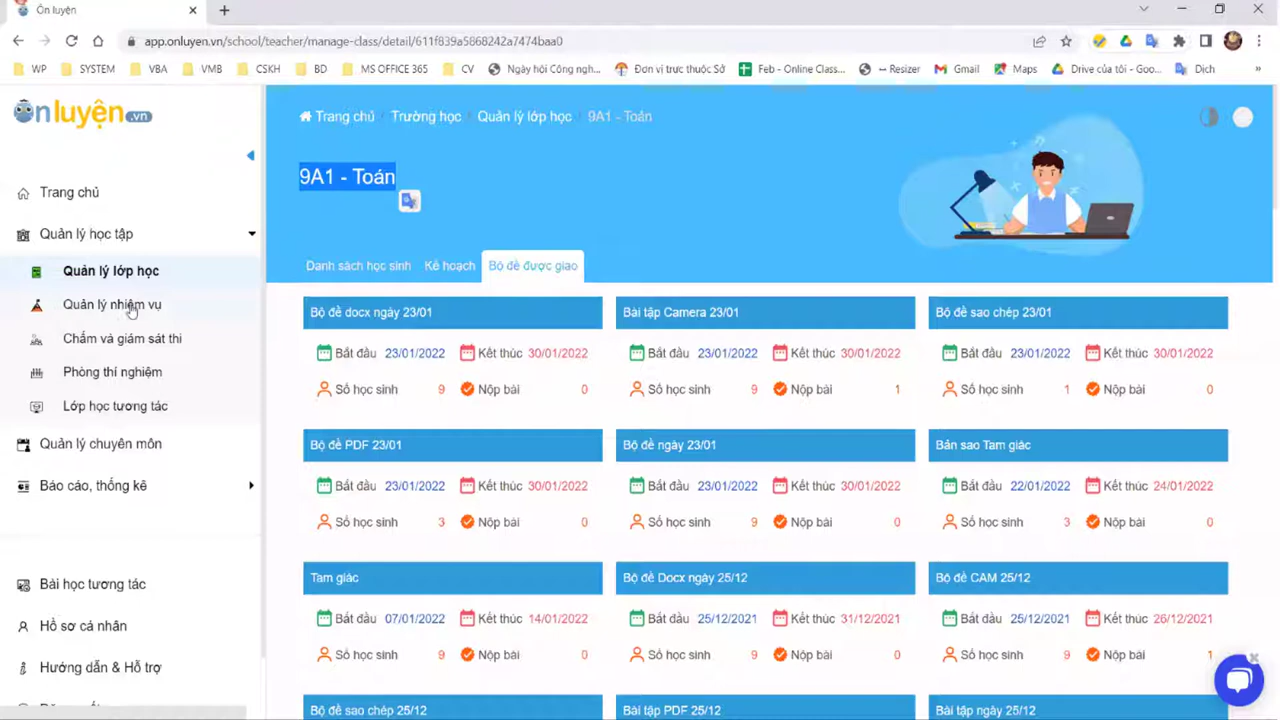 Ôn luyện
app.onluyen.vn/school/teacher/manage-class/detail/611f839a5868242a7474baa0
WP SYSTEM VBA VMB CSKH BD MS OFFICE 365 CV Ngày hội Công nghệ... Đơn vị trực thuộc Sở Feb - Online Class... -- Resizer Gmail Maps Drive của tôi - Goo... Dịch »
Ôn luyện .vn
Trang chủ / Trường học / Quản lý lớp học / 9A1 - Toán
9A1 - Toán
Trang chủ
Quản lý học tập
Quản lý lớp học
Quản lý nhiệm vụ
Chấm và giám sát thi
Phòng thí nghiệm
Lớp học tương tác
Quản lý chuyên môn
Báo cáo, thống kê
Bài học tương tác
Hồ sơ cá nhân
Hướng dẫn & Hỗ trợ
Danh sách học sinh Kế hoạch Bộ đề được giao
Bộ đề docx ngày 23/01 Bài tập Camera 23/01 Bộ đề sao chép 23/01
Bắt đầu 23/01/2022 Kết thúc 30/01/2022 Bắt đầu 23/01/2022 Kết thúc 30/01/2022 Bắt đầu 23/01/2022 Kết thúc 30/01/2022
Số học sinh 9 Nộp bài 0 Số học sinh 9 Nộp bài 1 Số học sinh 1 Nộp bài 0
Bộ đề PDF 23/01 Bộ đề ngày 23/01 Bản sao Tam giác
Bắt đầu 23/01/2022 Kết thúc 30/01/2022 Bắt đầu 23/01/2022 Kết thúc 30/01/2022 Bắt đầu 22/01/2022 Kết thúc 24/01/2022
Số học sinh 3 Nộp bài 0 Số học sinh 9 Nộp bài 0 Số học sinh 3 Nộp bài 0
Tam giác Bộ đề Docx ngày 25/12 Bộ đề CAM 25/12
Bắt đầu 07/01/2022 Kết thúc 14/01/2022 Bắt đầu 25/12/2021 Kết thúc 31/12/2021 Bắt đầu 25/12/2021 Kết thúc 26/12/2021
Số học sinh 9 Nộp bài 0 Số học sinh 9 Nộp bài 0 Số học sinh 9 Nộp bài 1
Bộ đề sao chép 25/12 Bài tập PDF 25/12 Bài tập ngày 25/12